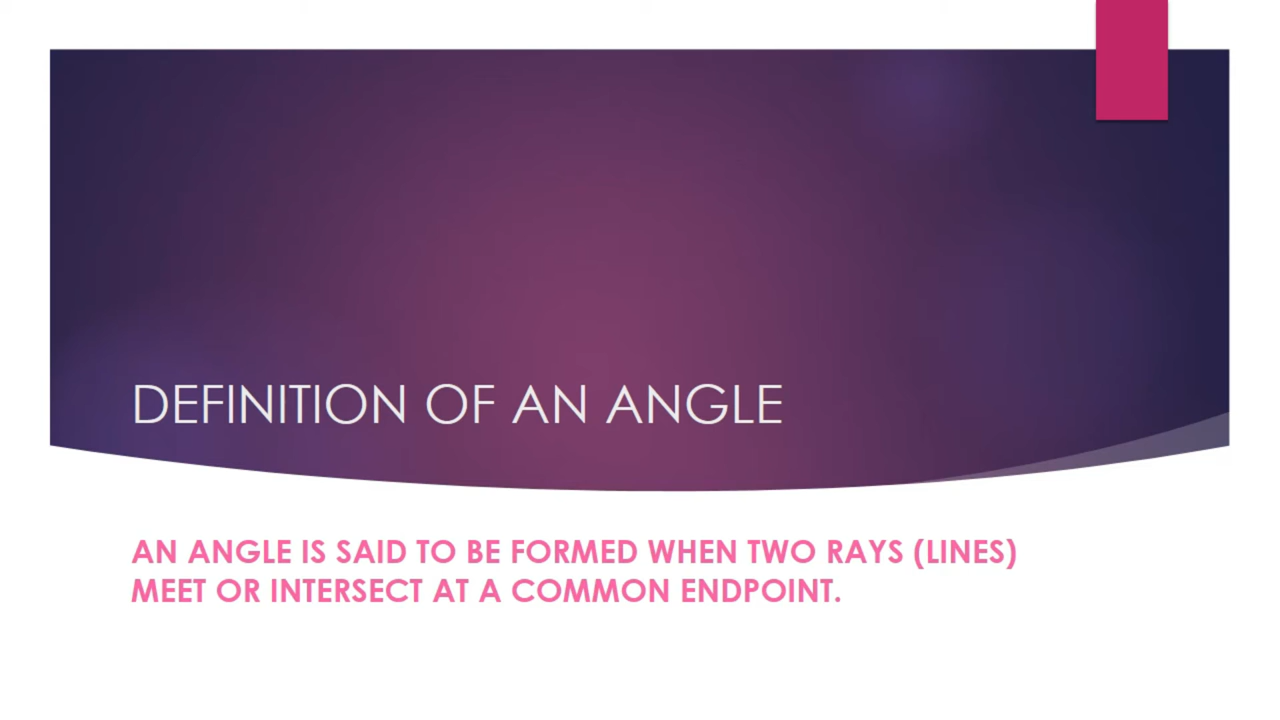 DEFINITION OF AN ANGLE
AN ANGLE IS SAID TO BE FORMED WHEN TWO RAYS (LINES)
MEET OR INTERSECT AT A COMMON ENDPOINT.